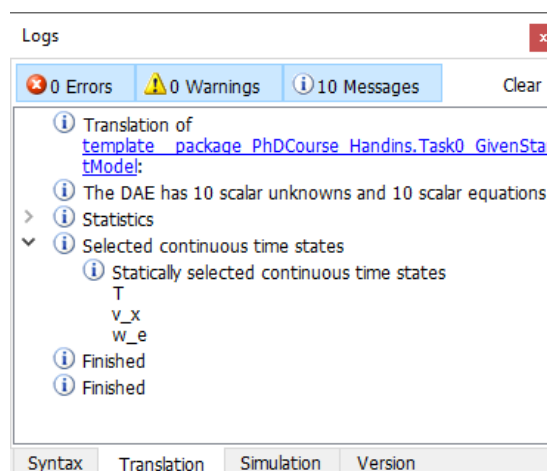 Logs
x
0 Errors 0 Warnings 10 Messages Clear
Translation of
template_package_PhDCourse_Handins.Task0_GivenSta
tModel:
The DAE has 10 scalar unknowns and 10 scalar equations
Statistics
Selected continuous time states
Statically selected continuous time states
T
v_x
w_e
Finished
Finished
Syntax Translation Simulation Version